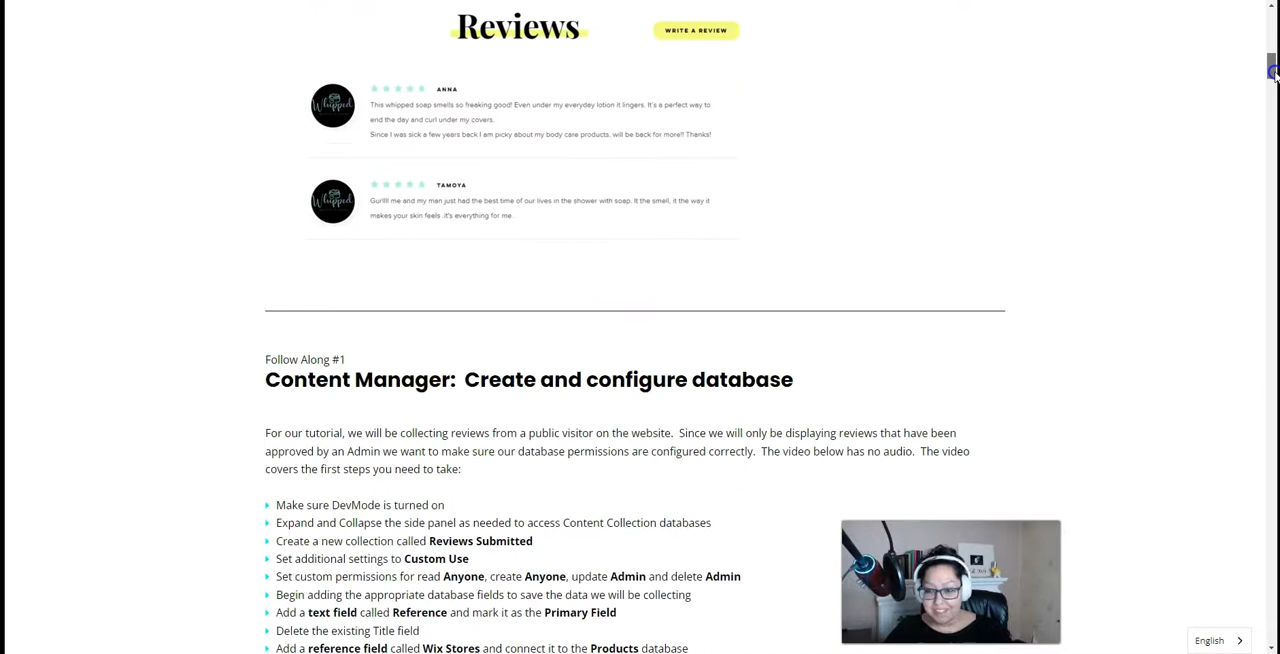 Reviews
WRITE A REVIEW
Whipped
ANNA
This whipped soap smells so freaking good! Even under my everyday lotion it lingers. It's a perfect way to
end the day and curl under my covers.
Since I was sick a few years back I am picky about my body care products, will be back for more!! Thanks!
Whipped
TAMOYA
Gurllll me and my man just had the best time of our lives in the shower with soap. It the smell, it the way it
makes your skin feels .it's everything for me.
Follow Along #1
Content Manager: Create and configure database
For our tutorial, we will be collecting reviews from a public visitor on the website. Since we will only be displaying reviews that have been
approved by an Admin we want to make sure our database permissions are configured correctly. The video below has no audio. The video
covers the first steps you need to take:
Make sure DevMode is turned on
Expand and Collapse the side panel as needed to access Content Collection databases
Create a new collection called Reviews Submitted
Set additional settings to Custom Use
Set custom permissions for read Anyone, create Anyone, update Admin and delete Admin
Begin adding the appropriate database fields to save the data we will be collecting
Add a text field called Reference and mark it as the Primary Field
Delete the existing Title field
Add a reference field called Wix Stores and connect it to the Products database
English